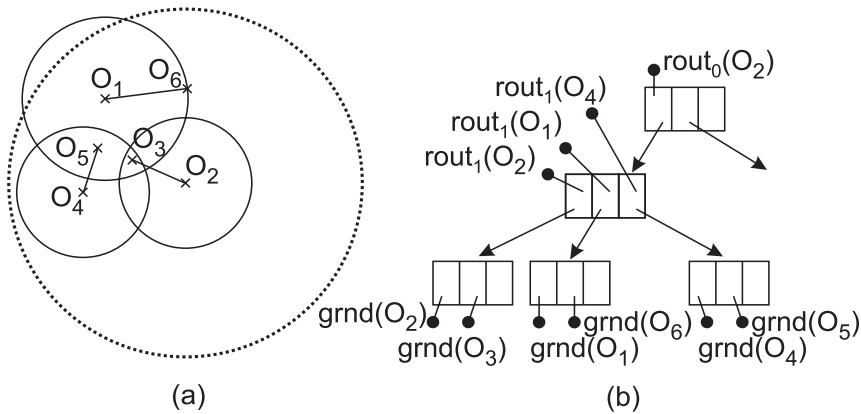 O₁
O₆
O₃
O₅
O₂
O₄
(a)
rout₀(O₂)
rout₁(O₄)
rout₁(O₁)
rout₁(O₂)
grnd(O₂)
grnd(O₃)
grnd(O₆)
grnd(O₁)
grnd(O₅)
grnd(O₄)
(b)